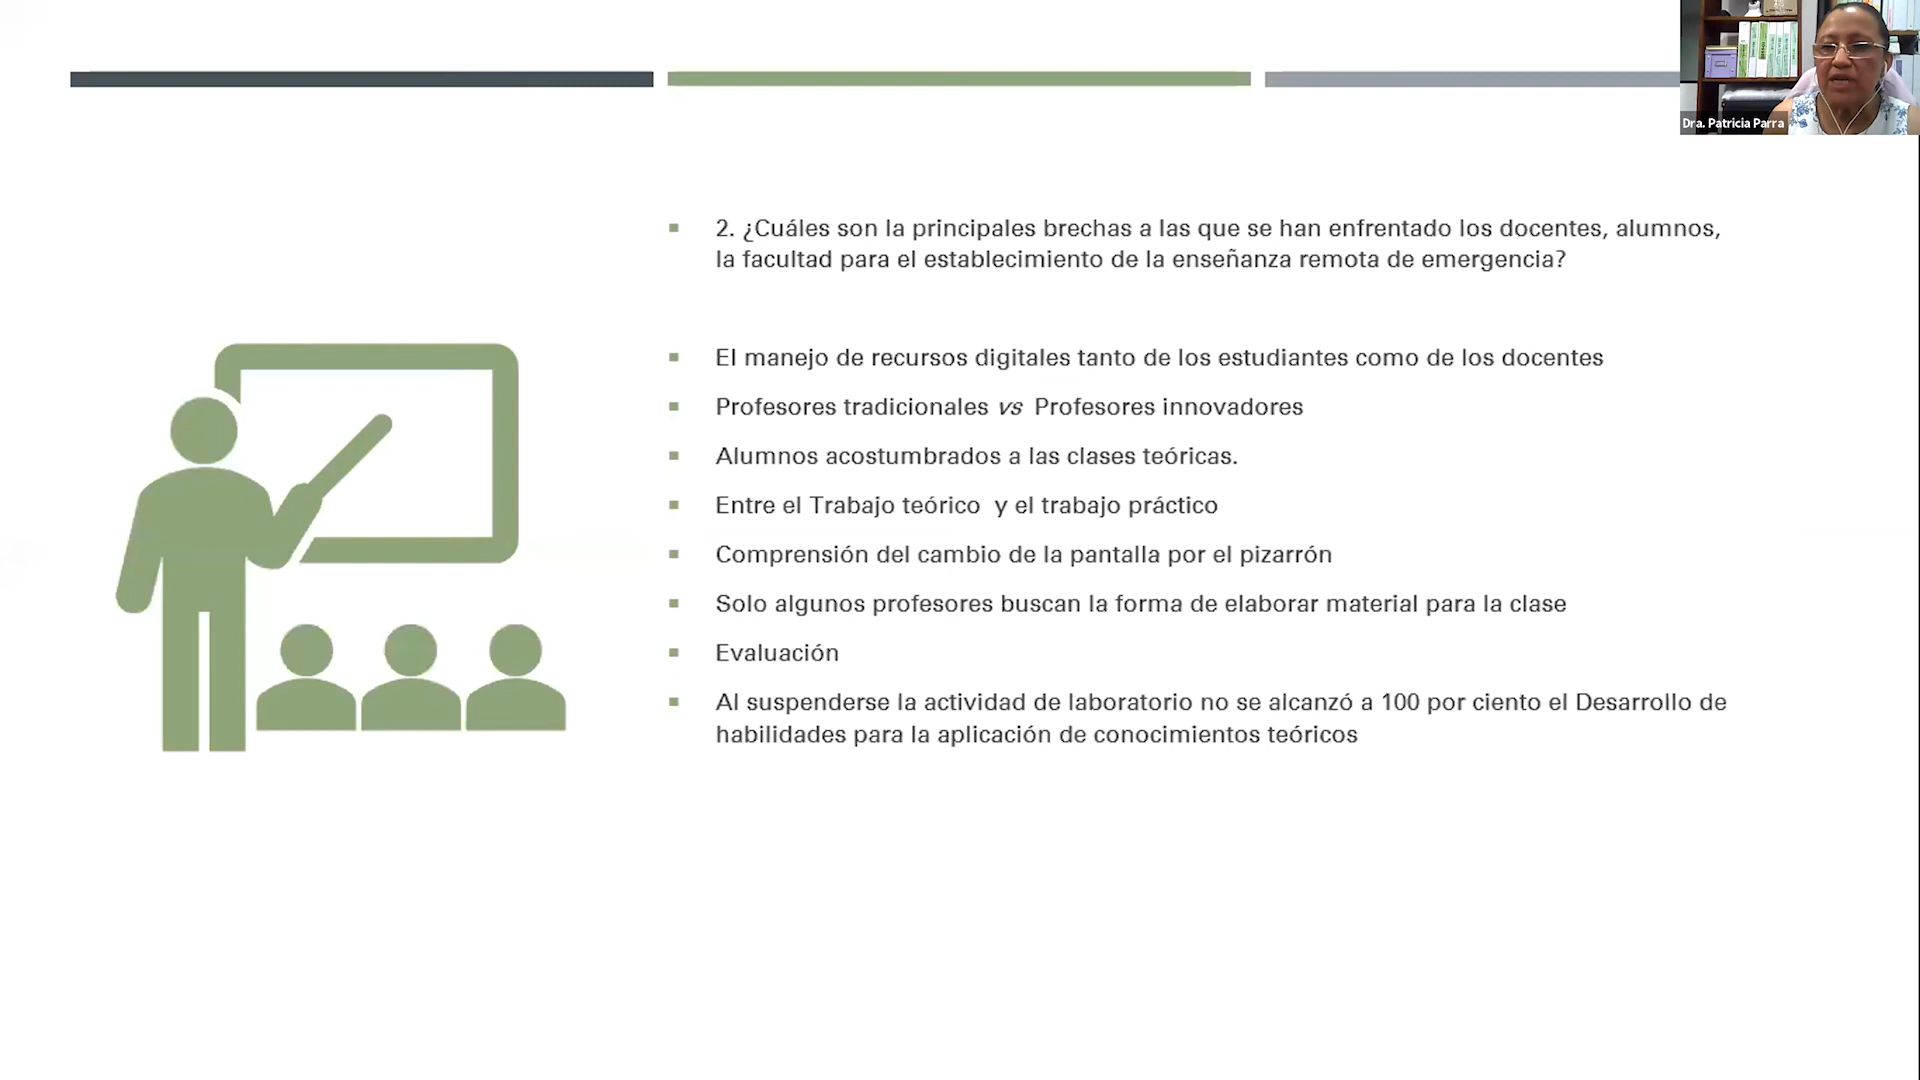 Dra. Patricia Parra
2. ¿Cuáles son la principales brechas a las que se han enfrentado los docentes, alumnos,
la facultad para el establecimiento de la enseñanza remota de emergencia?
El manejo de recursos digitales tanto de los estudiantes como de los docentes
Profesores tradicionales vs Profesores innovadores
Alumnos acostumbrados a las clases teóricas.
Entre el Trabajo teórico y el trabajo práctico
Comprensión del cambio de la pantalla por el pizarrón
Solo algunos profesores buscan la forma de elaborar material para la clase
Evaluación
Al suspenderse la actividad de laboratorio no se alcanzó a 100 por ciento el Desarrollo de
habilidades para la aplicación de conocimientos teóricos